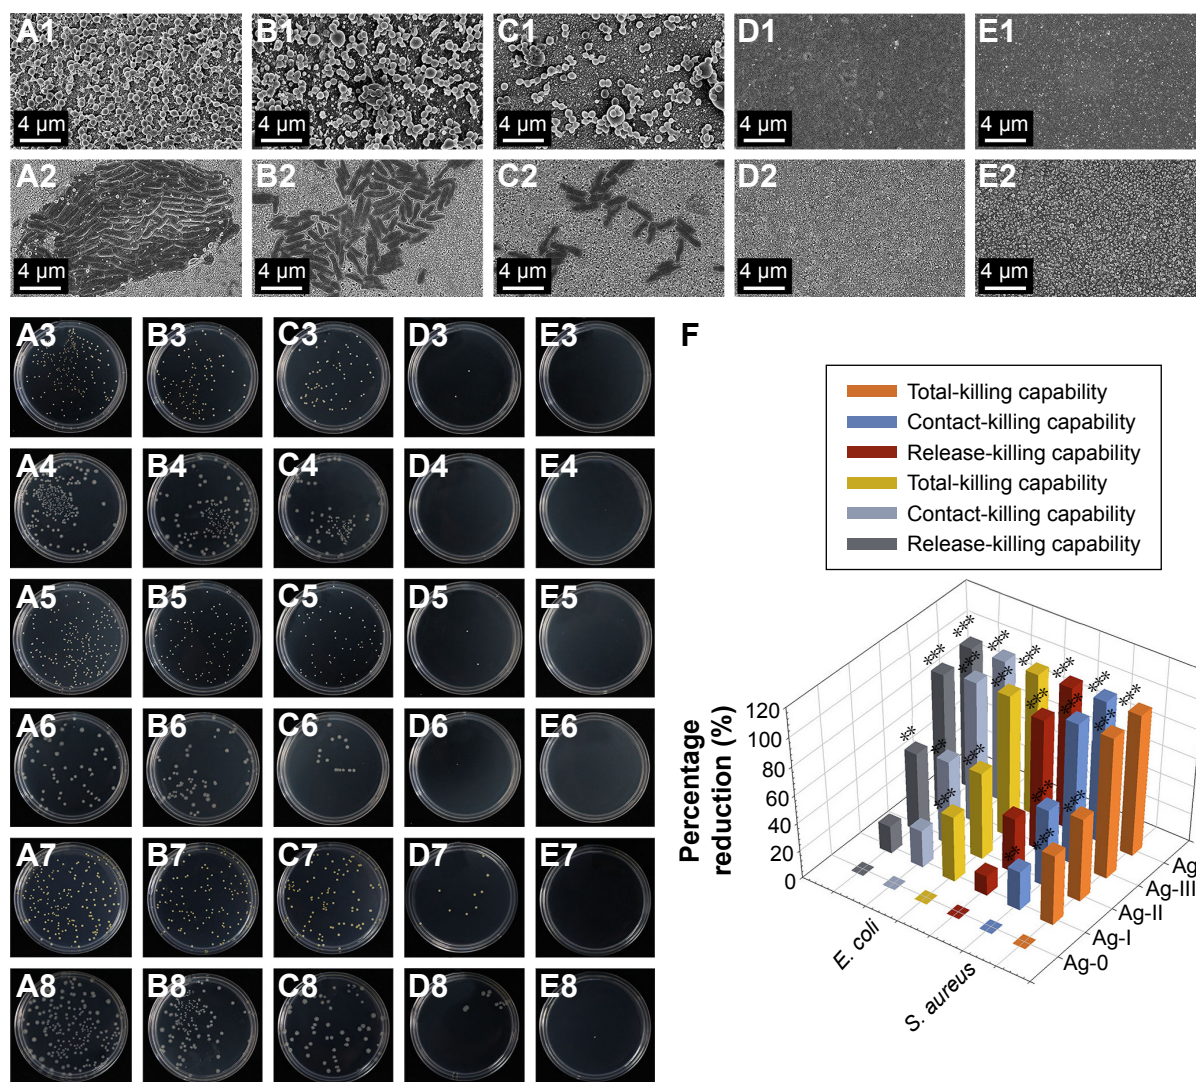 A1 B1 C1 D1 E1
4 µm 4 µm 4 µm 4 µm 4 µm
A2 B2 C2 D2 E2
4 µm 4 µm 4 µm 4 µm 4 µm
A3 B3 C3 D3 E3
F
Total-killing capability
Contact-killing capability
Release-killing capability
Total-killing capability
Contact-killing capability
Release-killing capability
A4 B4 C4 D4 E4
A5 B5 C5 D5 E5
A6 B6 C6 D6 E6
A7 B7 C7 D7 E7
A8 B8 C8 D8 E8
Percentage
reduction (%)
120
100
80
60
40
20
0
*** *** *** *** *** ***
*** *** *** *** *** ***
** ** *** *** *** ***
*** ** ***
E. coli
S. aureus
Ag
Ag-III
Ag-II
Ag-I
Ag-0